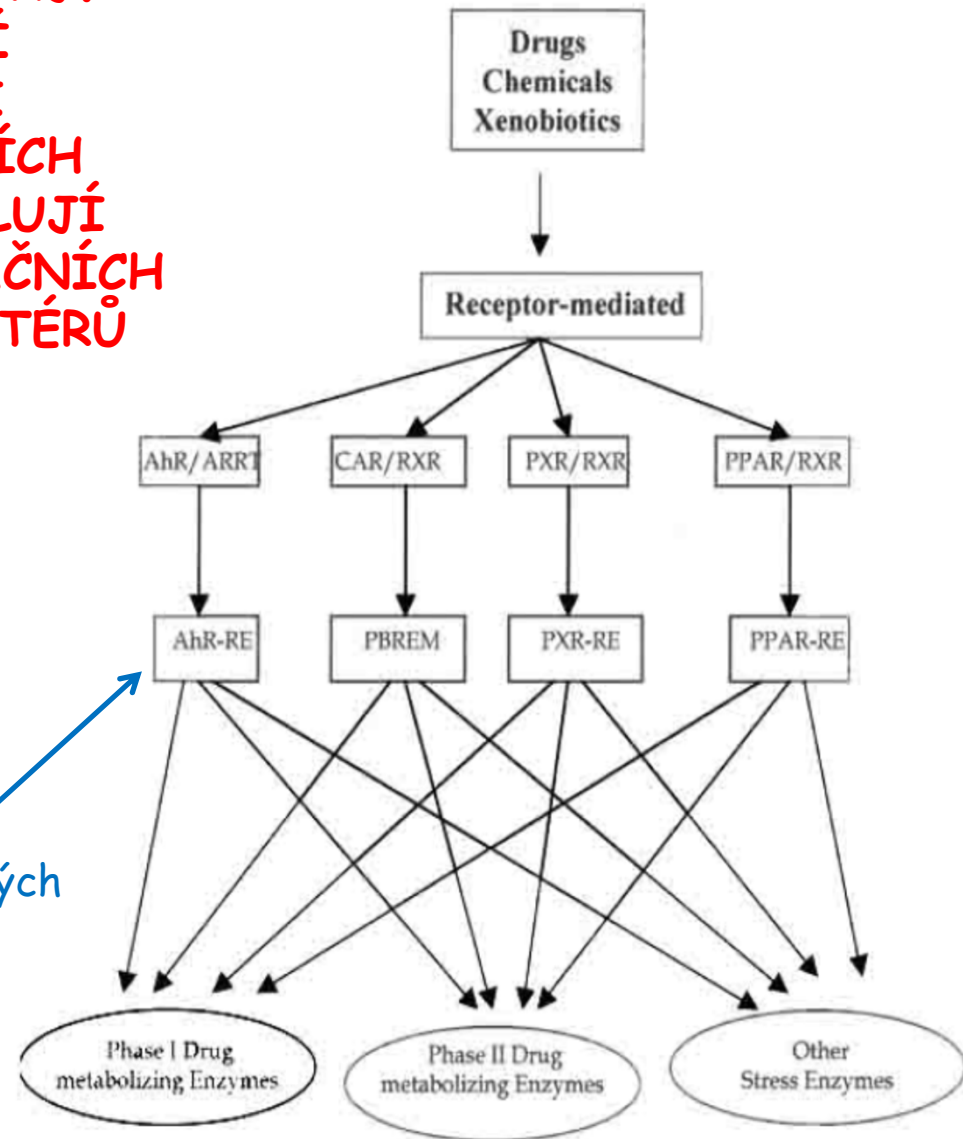 ÍCH
LUJÍ
AČNÍCH
TÉRŮ
Drugs
Chemicals
Xenobiotics
Receptor-mediated
AhR/ARRT
CAR/RXR
PXR/RXR
PPAR/RXR
AhR-RE
PBREM
PXR-RE
PPAR-RE
ých
Phase I Drug
metabolizing Enzymes
Phase II Drug
metabolizing Enzymes
Other
Stress Enzymes